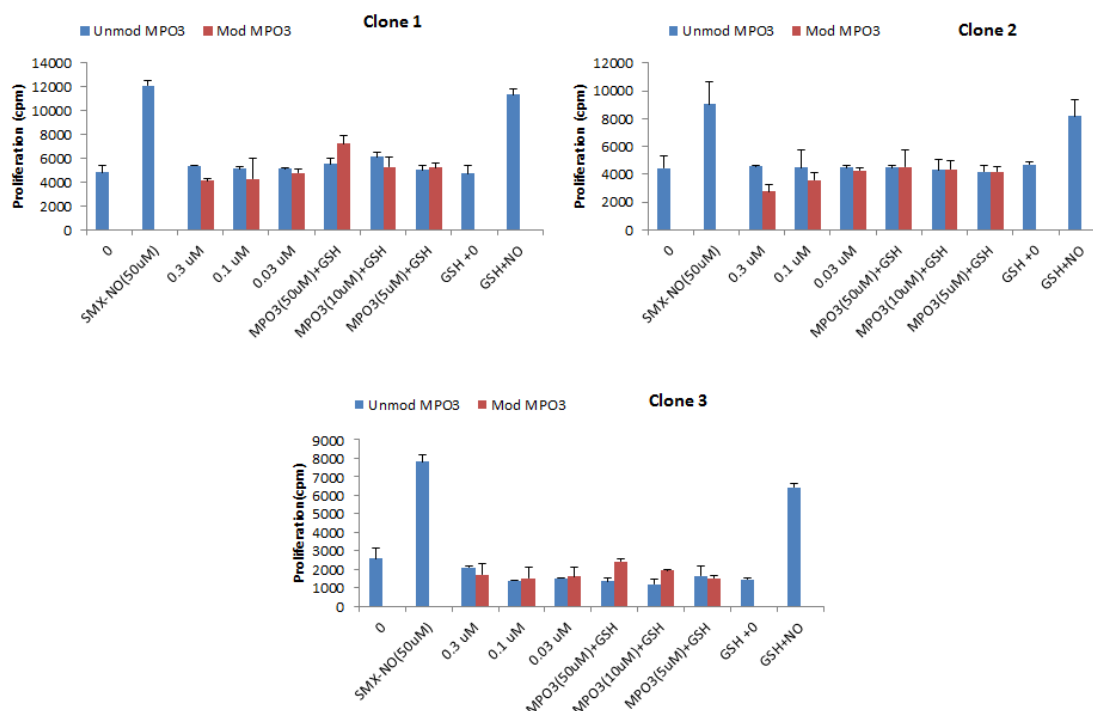 Clone 1
Unmod MPO3 Mod MPO3
Proliferation (cpm)
14000
12000
10000
8000
6000
4000
2000
0
0
SMX-NO(50uM)
0.3 uM
0.1 uM
0.03 uM
MPO3(50uM)+GSH
MPO3(10uM)+GSH
MPO3(5uM)+GSH
GSH +0
GSH+NO
Unmod MPO3 Mod MPO3
Clone 2
Proliferation (cpm)
12000
10000
8000
6000
4000
2000
0
0
SMX-NO(50uM)
0.3 uM
0.1 uM
0.03 uM
MPO3(50uM)+GSH
MPO3(10uM)+GSH
MPO3(5uM)+GSH
GSH +0
GSH+NO
Unmod MPO3 Mod MPO3
Clone 3
Proliferation(cpm)
9000
8000
7000
6000
5000
4000
3000
2000
1000
0
0
SMX-NO(50uM)
0.3 uM
0.1 uM
0.03 uM
MPO3(50uM)+GSH
MPO3(10uM)+GSH
MPO3(5uM)+GSH
GSH +0
GSH+NO